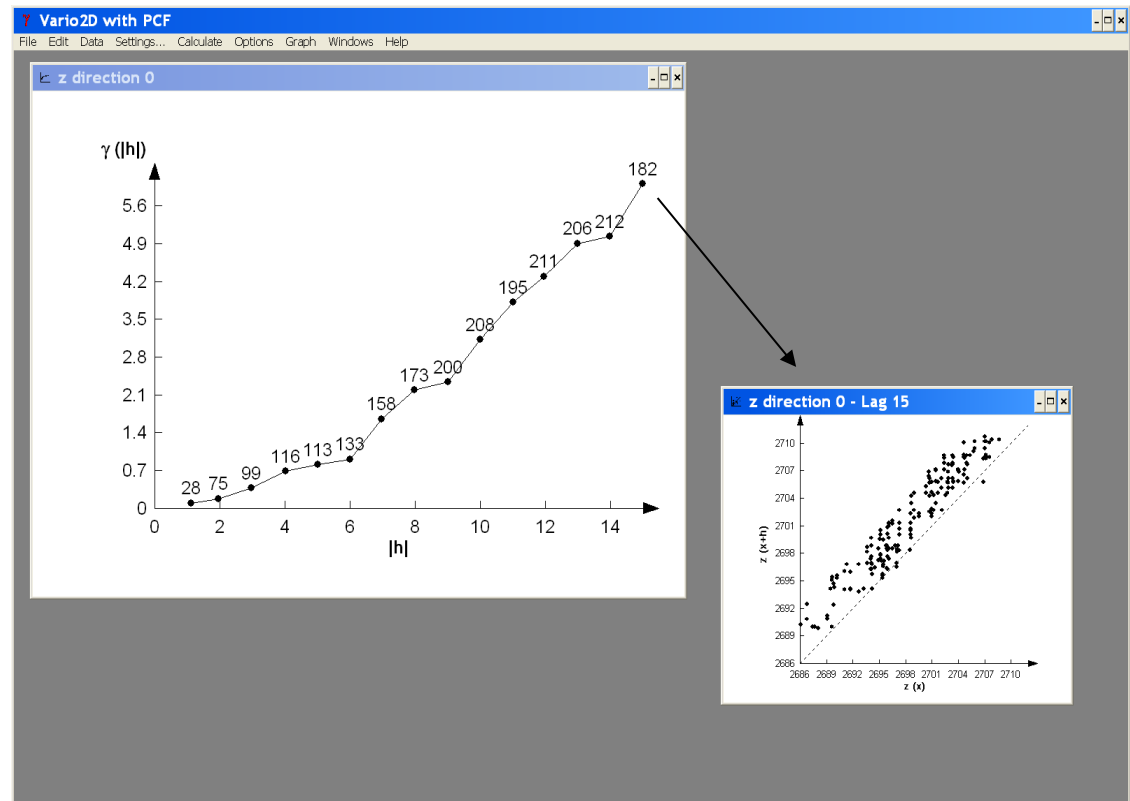 Vario2D with PCF
File Edit Data Settings... Calculate Options Graph Windows Help
z direction 0
γ (|h|)
182
5.6
206 212
4.9
211
4.2
195
3.5
208
2.8
173 200
2.1
158
1.4
116 113 133
0.7
28 75 99
0
0 2 4 6 8 10 12 14
|h|
z direction 0 - Lag 15
2710
2707
2704
2701
z (x+h)
2698
2695
2692
2689
2686
2686 2689 2692 2695 2698 2701 2704 2707 2710
z (x)